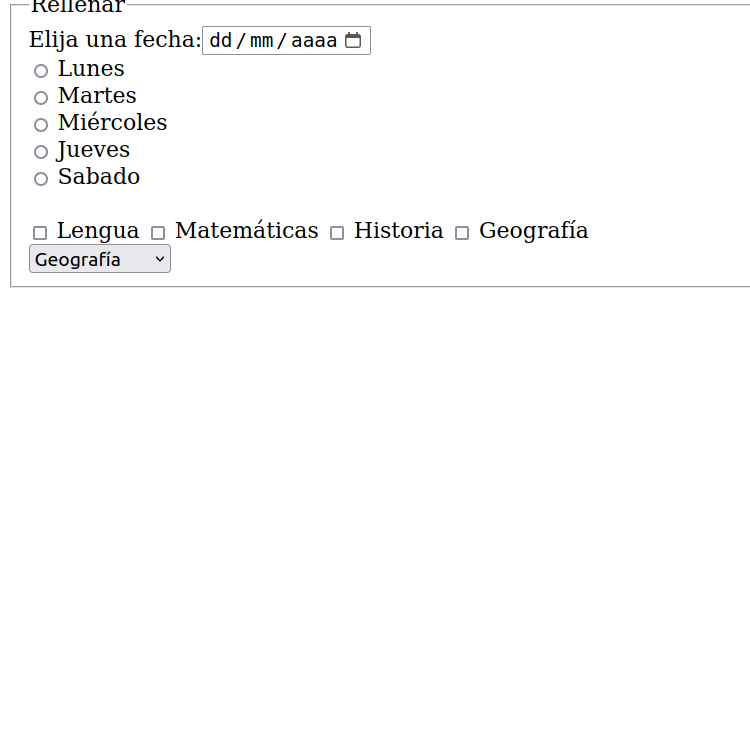 Rellenar
Elija una fecha: dd/mm/aaaa
Lunes
Martes
Miércoles
Jueves
Sabado
Lengua Matemáticas Historia Geografía
Geografía